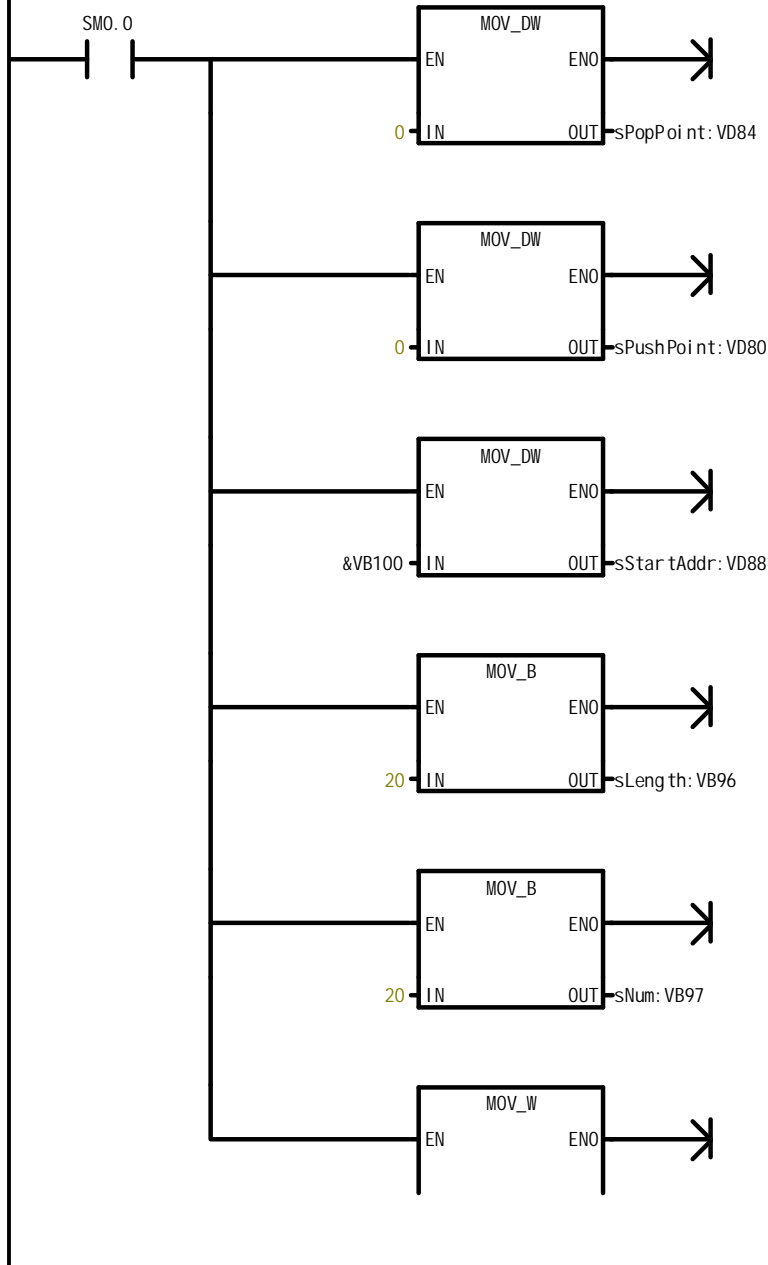 SM0.0
MOV_DW
EN ENO
0 IN OUT sPopPoint:VD84
MOV_DW
EN ENO
0 IN OUT sPushPoint:VD80
MOV_DW
EN ENO
&VB100 IN OUT sStartAddr:VD88
MOV_B
EN ENO
20 IN OUT sLength:VB96
MOV_B
EN ENO
20 IN OUT sNum:VB97
MOV_W
EN ENO